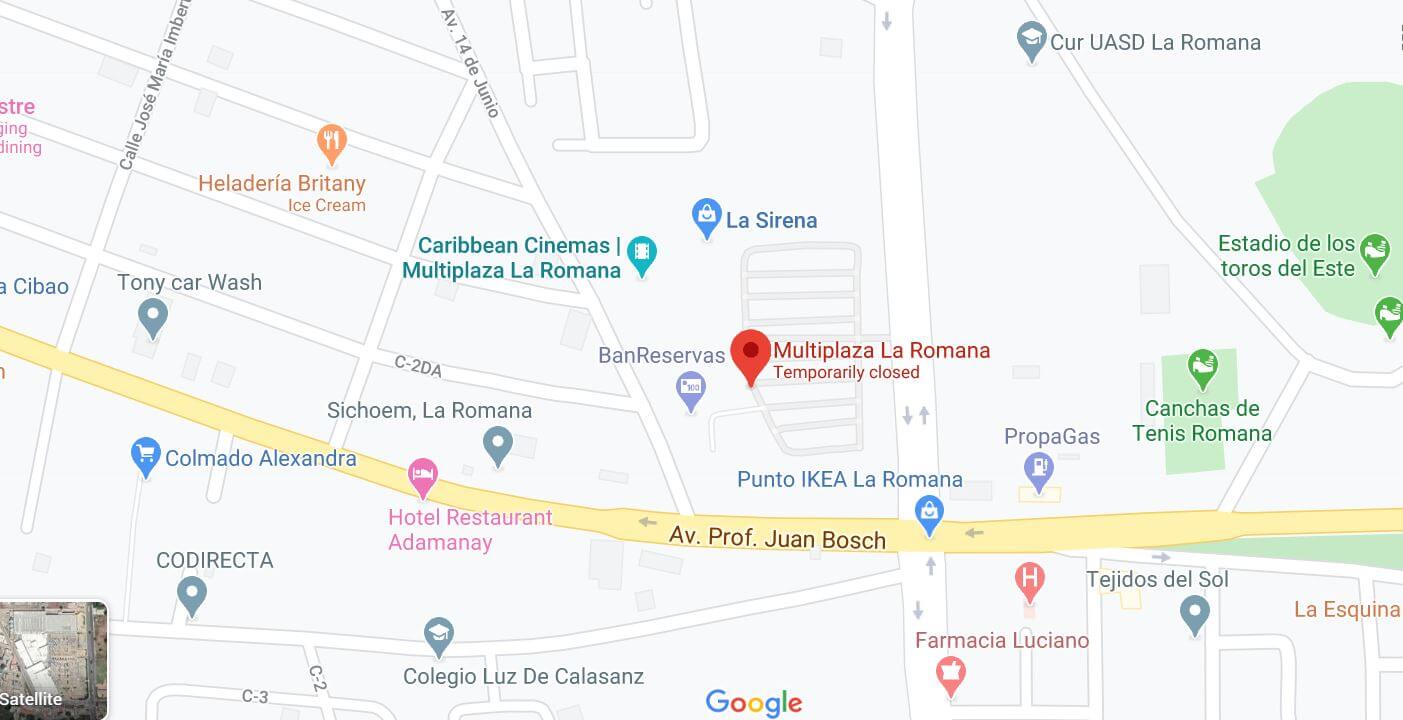 Calle José María Imber
Av. 14 de Junio
Cur UASD La Romana
stre
ging
dining
Heladería Britany
Ice Cream
La Sirena
Caribbean Cinemas |
Multiplaza La Romana
Estadio de los
toros del Este
a Cibao
Tony car Wash
BanReservas
100
Multiplaza La Romana
Temporarily closed
C-2DA
Sichoem, La Romana
Canchas de
Tenis Romana
PropaGas
Colmado Alexandra
Punto IKEA La Romana
Hotel Restaurant
Adamanay
Av. Prof. Juan Bosch
CODIRECTA
H
Tejidos del Sol
La Esquina
Farmacia Luciano
Colegio Luz De Calasanz
C-2
C-3
Satellite
Google